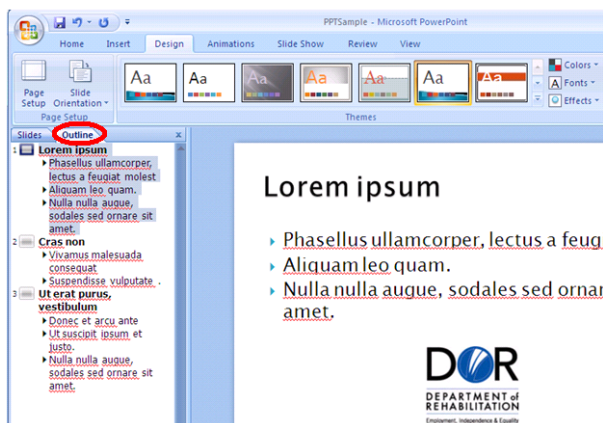 PPTSample - Microsoft PowerPoint
Home Insert Design Animations Slide Show Review View
Page Setup
Slide Orientation
Aa Aa Aa Aa Aa Aa Aa
Colors
A Fonts
Effects
Page Setup
Themes
Slides Outline x
1 Lorem ipsum
Phasellus ullamcorper,
lectus a feugiat molest
Aliquam leo quam.
Nulla nulla augue,
sodales sed ornare sit
amet.
2 Cras non
Vivamus malesuada
consequat
Suspendisse vulputate .
3 Ut erat purus,
vestibulum
Donec et arcu ante
Ut suscipit ipsum et
justo.
Nulla nulla augue,
sodales sed ornare sit
amet.
Lorem ipsum
Phasellus ullamcorper, lectus a feug
Aliquam leo quam.
Nulla nulla augue, sodales sed ornar
amet.
DOR
DEPARTMENT of
REHABILITATION
Employment, Independence & Equality